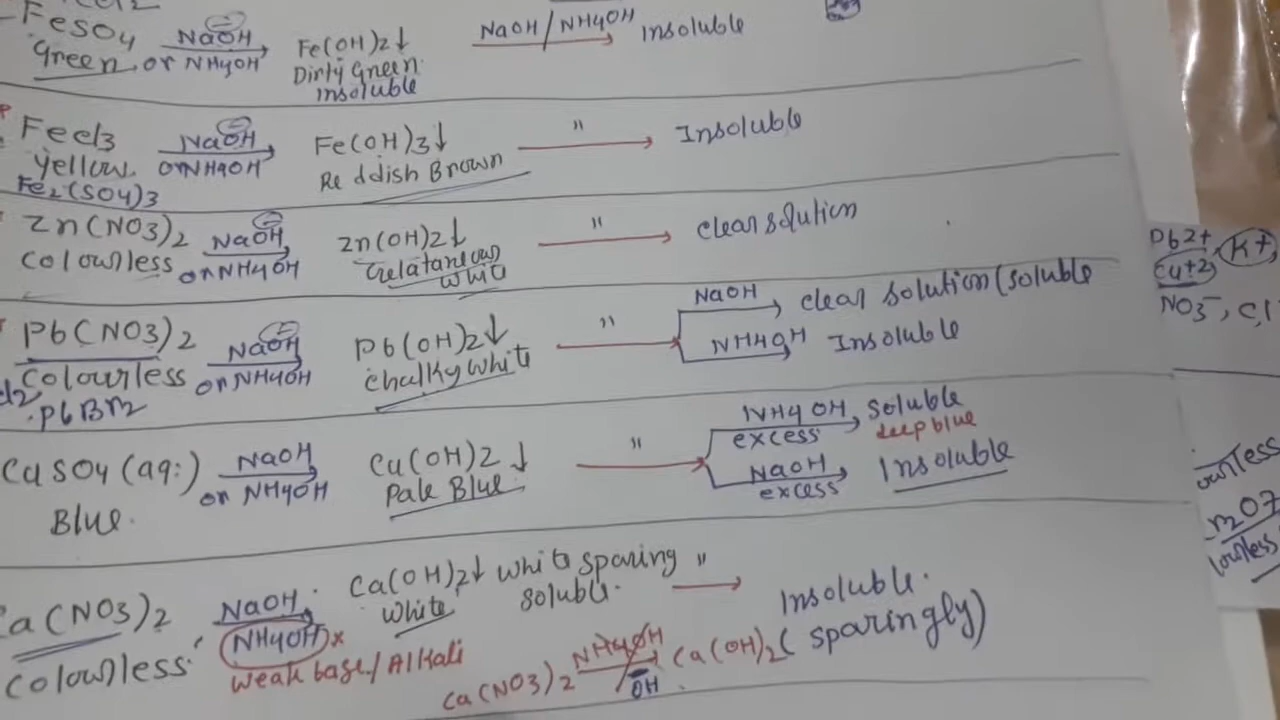 FeSO4 NaOH Fe(OH)2↓ NaOH/NH4OH Insoluble
Green or NH4OH Dirty Green
insoluble
FeCl3 NaOH Fe(OH)3↓ " Insoluble
Yellow or NH4OH Reddish Brown
Fe2(SO4)3
Zn(NO3)2 NaOH Zn(OH)2↓ " clear solution
Colourless or NH4OH
Pb(NO3)2 NaOH Pb(OH)2↓ " NaOH clear solution (soluble
Colourless or NH4OH chalky white NH4OH Insoluble
PbBr2
CuSO4 (aq:) NaOH Cu(OH)2↓ " NH4OH excess soluble deep blue
Blue. or NH4OH Pale Blue. NaOH excess Insoluble
Ca(NO3)2 NaOH Ca(OH)2↓ white sparing " Insoluble.
Colourless NH4OH x White soluble. (sparingly)
weak base/Alkali Ca(NO3)2 NH4OH Ca(OH)2
OH
Pb2+
Cu+2, K+,
NO3-, Cl